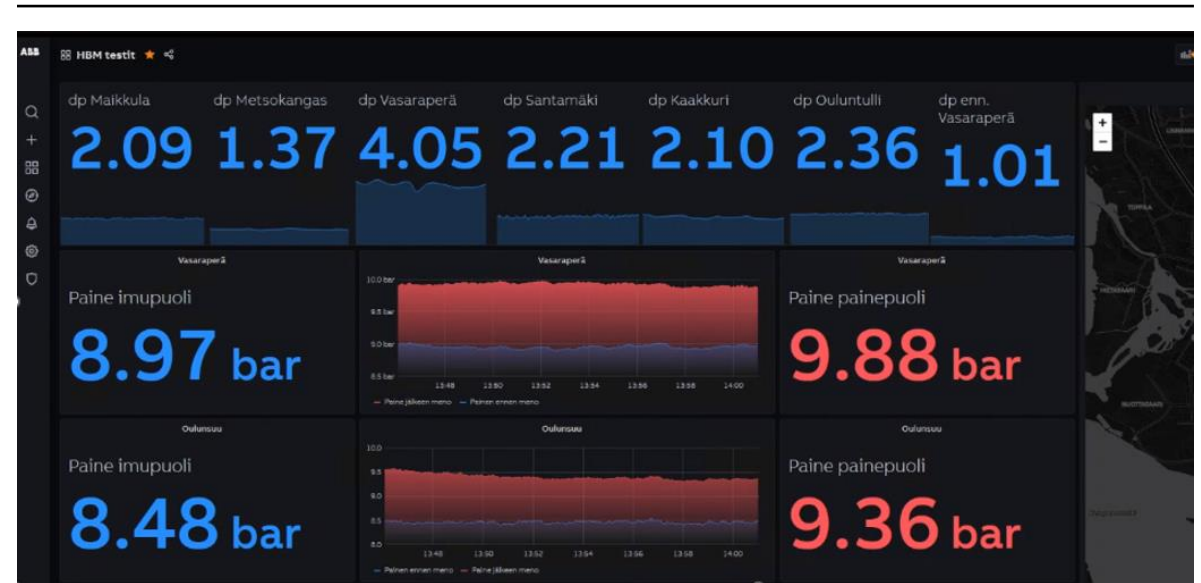 ABB
HBM testit
dp Maikkula
2.09
dp Metsokangas
1.37
dp Vasaraperä
4.05
dp Santamäki
2.21
dp Kaakkuri
2.10
dp Ouluntulli
2.36
dp enn.
Vasaraperä
1.01
+
−
TOPPILA
Vasaraperä
Paine imupuoli
8.97 bar
Vasaraperä
10.0 bar
9.5 bar
9.0 bar
8.5 bar
13:48 13:50 13:52 13:54 13:56 13:58 14:00
Paine jälkeen meno Painen ennen meno
Vasaraperä
Paine painepuoli
9.88 bar
Oulunsuu
Paine imupuoli
8.48 bar
Oulunsuu
10.0
9.5
9.0
8.5
8.0
13:48 13:50 13:52 13:54 13:56 13:58 14:00
Painen ennen meno Paine jälkeen meno
Oulunsuu
Paine painepuoli
9.36 bar